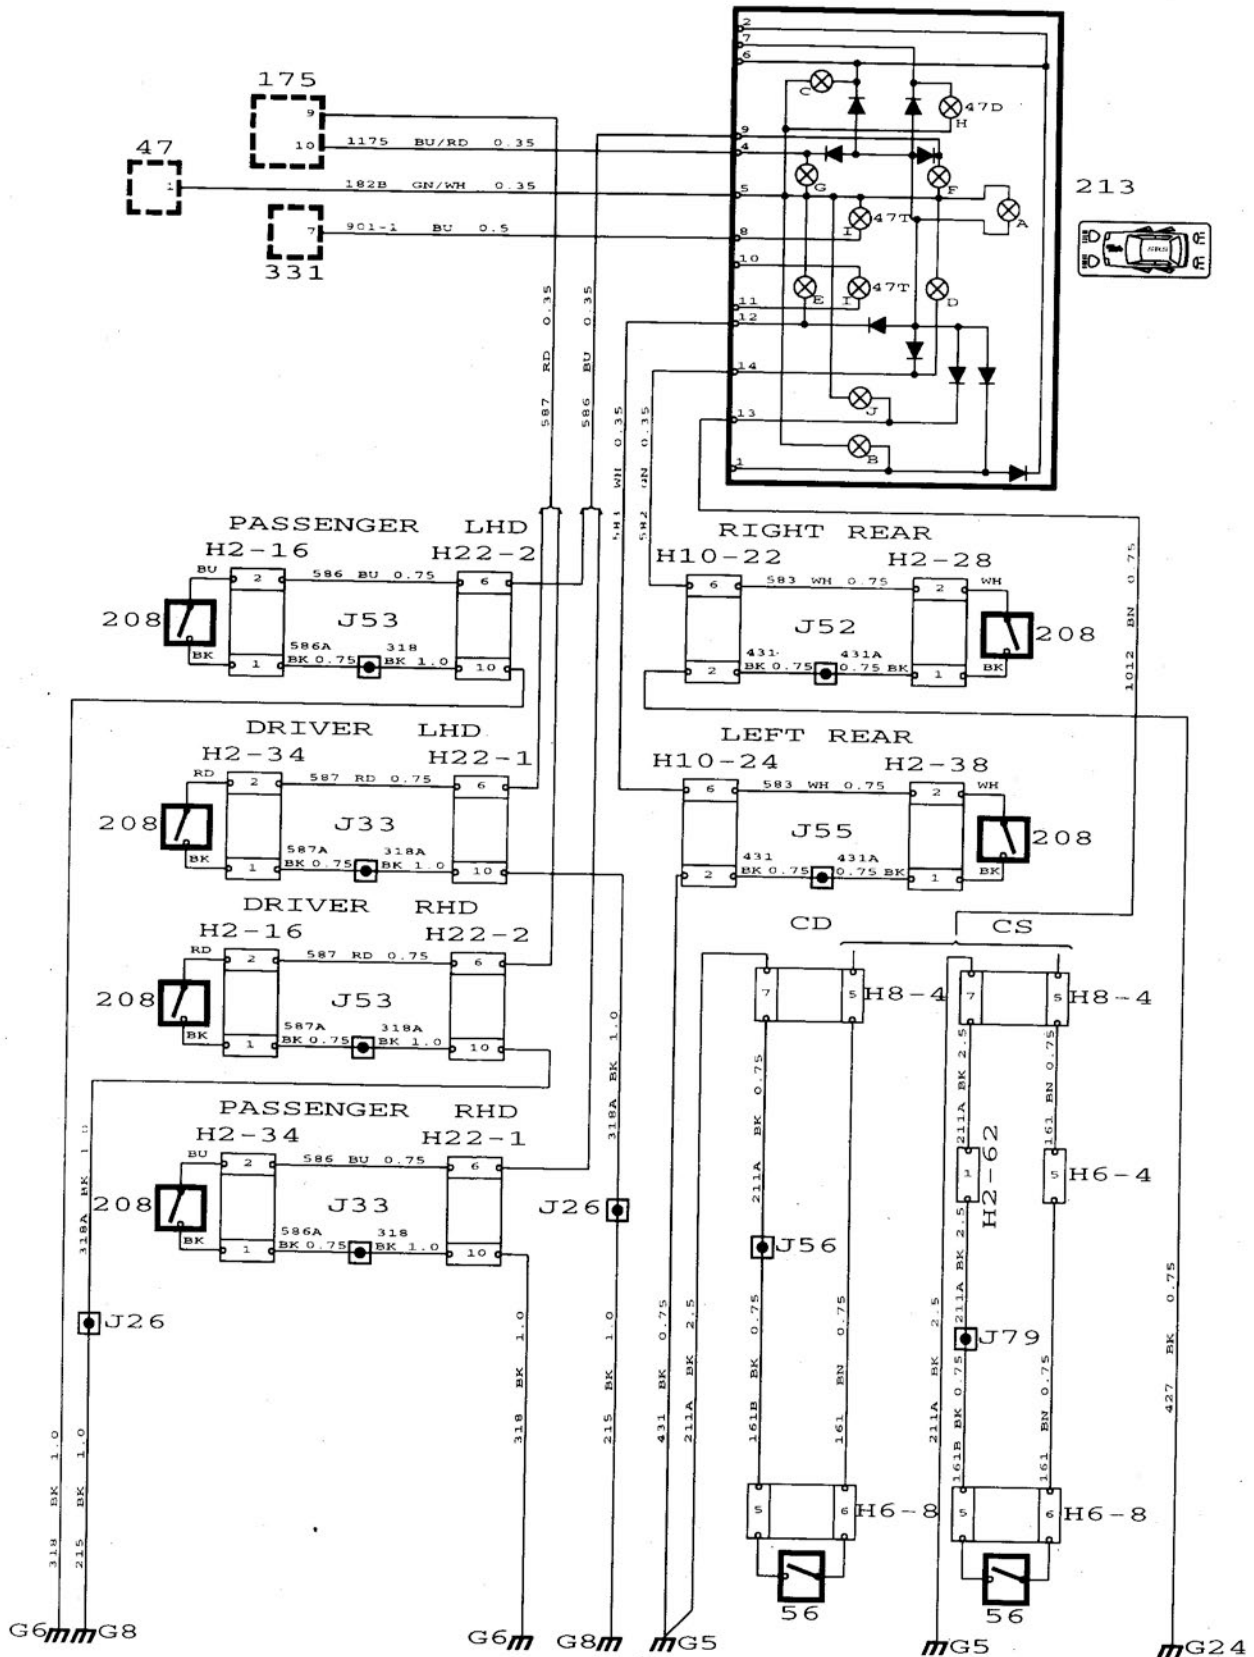 2
7
6
C
47D
H
175
9
10
1175 BU/RD 0.35
9
4
47
1
182B GN/WH 0.35
5
G
F
213
331
7
901-1 BU 0.5
8
I
47T
A
SRS
10
E
I
47T
D
11
12
14
J
13
B
1
587 RD 0.35
586 BU 0.35
WH 0.35
582 GN 0.35
1012 BN 0.75
PASSENGER LHD
H2-16 H22-2
BU
2
586 BU 0.75
6
208
J53
586A 318
BK
1
BK 0.75 BK 1.0
10
RIGHT REAR
H10-22 H2-28
6
583 WH 0.75
2
WH
J52
208
431 431A
2
BK 0.75 0.75 BK
1
BK
DRIVER LHD
H2-34 H22-1
RD
2
587 RD 0.75
6
208
J33
587A 318A
BK
1
BK 0.75 BK 1.0
10
LEFT REAR
H10-24 H2-38
6
583 WH 0.75
2
WH
J55
208
431 431A
2
BK 0.75 0.75 BK
1
BK
DRIVER RHD
H2-16 H22-2
RD
2
587 RD 0.75
6
208
J53
587A 318A
BK
1
BK 0.75 BK 1.0
10
CD CS
7
5
H8-4
7
5
H8-4
PASSENGER RHD
H2-34 H22-1
BU
2
586 BU 0.75
6
208
J33
586A 318
BK
1
BK 0.75 BK 1.0
10
318A BK 1.0
J26
318A BK
J26
211A BK 0.75
J56
161B BK 0.75
161 BN 0.75
211A BK 2.5
161 BN 0.75
1
H2-62
5
H6-4
211A BK 2.5
J79
161B BK 0.75
161 BN 0.75
318 BK 1.0
215 BK 1.0
318 BK 1.0
215 BK 1.0
431 BK 0.75
211A BK 2.5
211A BK 2.5
427 BK 0.75
5
6
H6-8
5
6
H6-8
56
56
G6
G8
G6
G8
G5
G5
G24